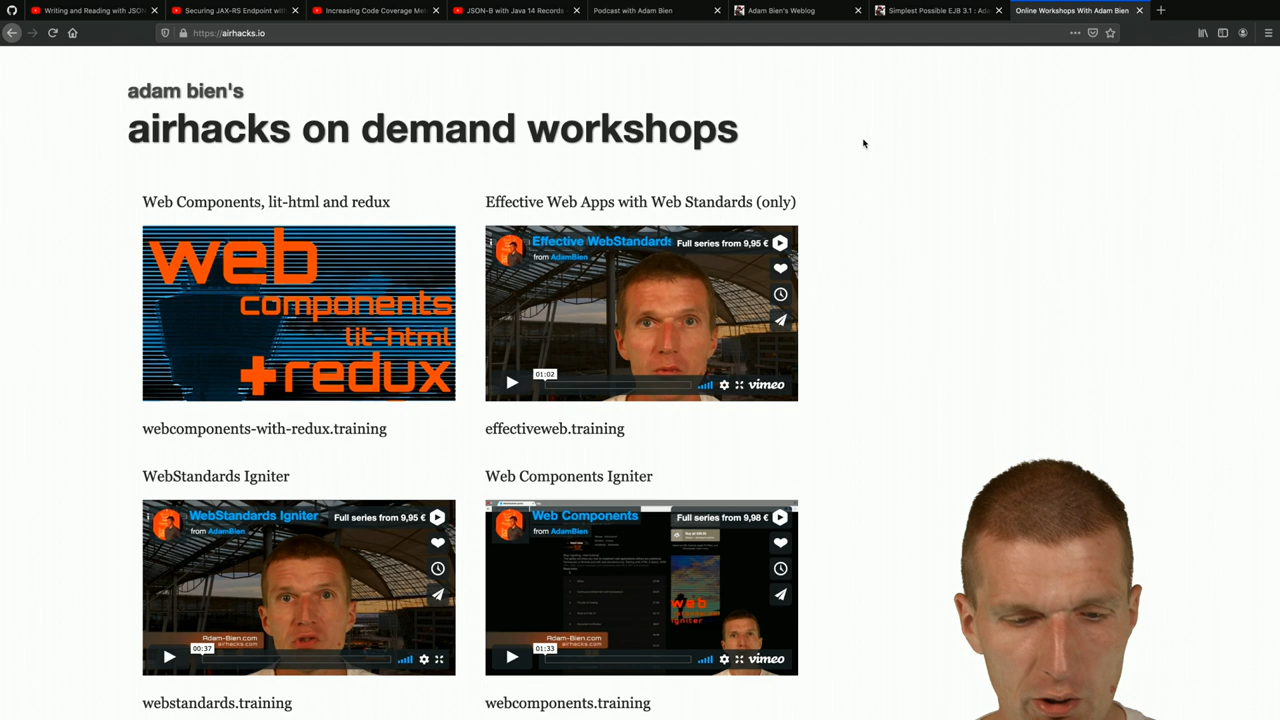 Writing and Reading with JSON
Securing JAX-RS Endpoint with
Increasing Code Coverage Met
JSON-B with Java 14 Records
Podcast with Adam Bien
Adam Bien's Weblog
Simplest Possible EJB 3.1 : Ada
Online Workshops With Adam Bien
https://airhacks.io
adam bien's
airhacks on demand workshops
Web Components, lit-html and redux
Effective Web Apps with Web Standards (only)
web
components
lit-html
+redux
Effective WebStandards
from AdamBien
Full series from 9,95 €
01:02
vimeo
webcomponents-with-redux.training
effectiveweb.training
WebStandards Igniter
Web Components Igniter
WebStandards Igniter
from AdamBien
Full series from 9,95 €
Adam-Bien.com
airhacks.com
00:37
Web Components
from AdamBien
Full series from 9,98 €
web
Adam-Bien.com
airhacks.com
01:33
vimeo
webstandards.training
webcomponents.training